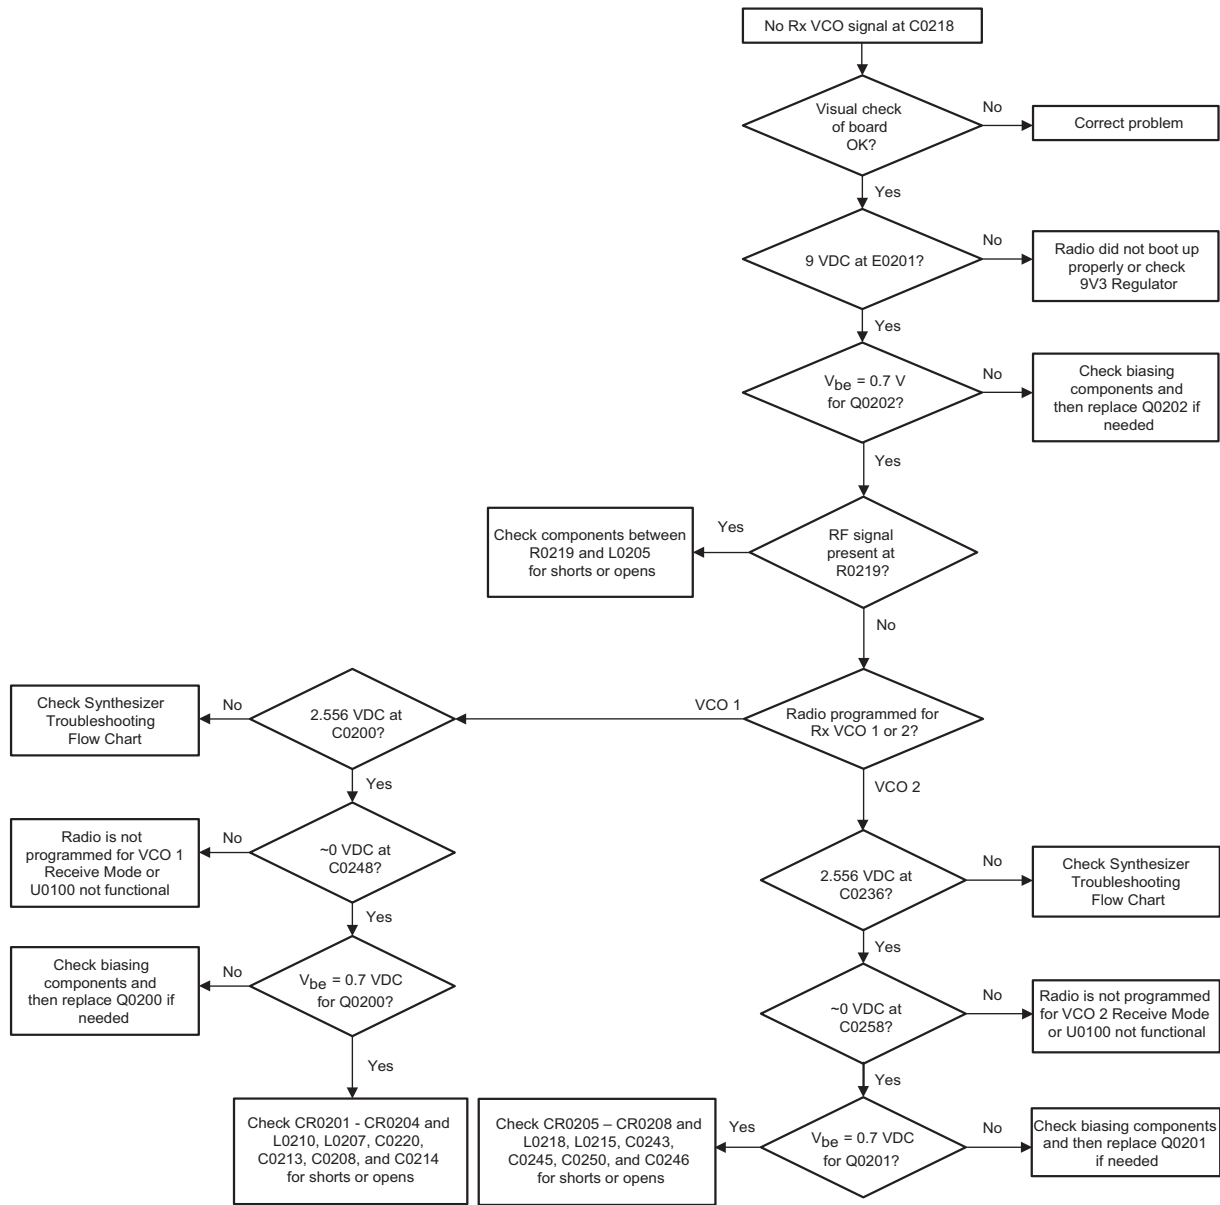 No Rx VCO signal at C0218
Visual check
of board
OK?
No
Correct problem
Yes
9 VDC at E0201?
No
Radio did not boot up
properly or check
9V3 Regulator
Yes
Vbe = 0.7 V
for Q0202?
No
Check biasing
components and
then replace Q0202 if
needed
Yes
RF signal
present at
R0219?
Yes
Check components between
R0219 and L0205
for shorts or opens
No
Radio programmed for
Rx VCO 1 or 2?
VCO 1
2.556 VDC at
C0200?
No
Check Synthesizer
Troubleshooting
Flow Chart
Yes
~0 VDC at
C0248?
No
Radio is not
programmed for VCO 1
Receive Mode or
U0100 not functional
Yes
Vbe = 0.7 VDC
for Q0200?
No
Check biasing
components and
then replace Q0200 if
needed
Yes
Check CR0201 - CR0204 and
L0210, L0207, C0220,
C0213, C0208, and C0214
for shorts or opens
VCO 2
2.556 VDC at
C0236?
No
Check Synthesizer
Troubleshooting
Flow Chart
Yes
~0 VDC at
C0258?
No
Radio is not programmed
for VCO 2 Receive Mode
or U0100 not functional
Yes
Vbe = 0.7 VDC
for Q0201?
No
Check biasing components
and then replace Q0201
if needed
Yes
Check CR0205 – CR0208 and
L0218, L0215, C0243,
C0245, C0250, and C0246
for shorts or opens